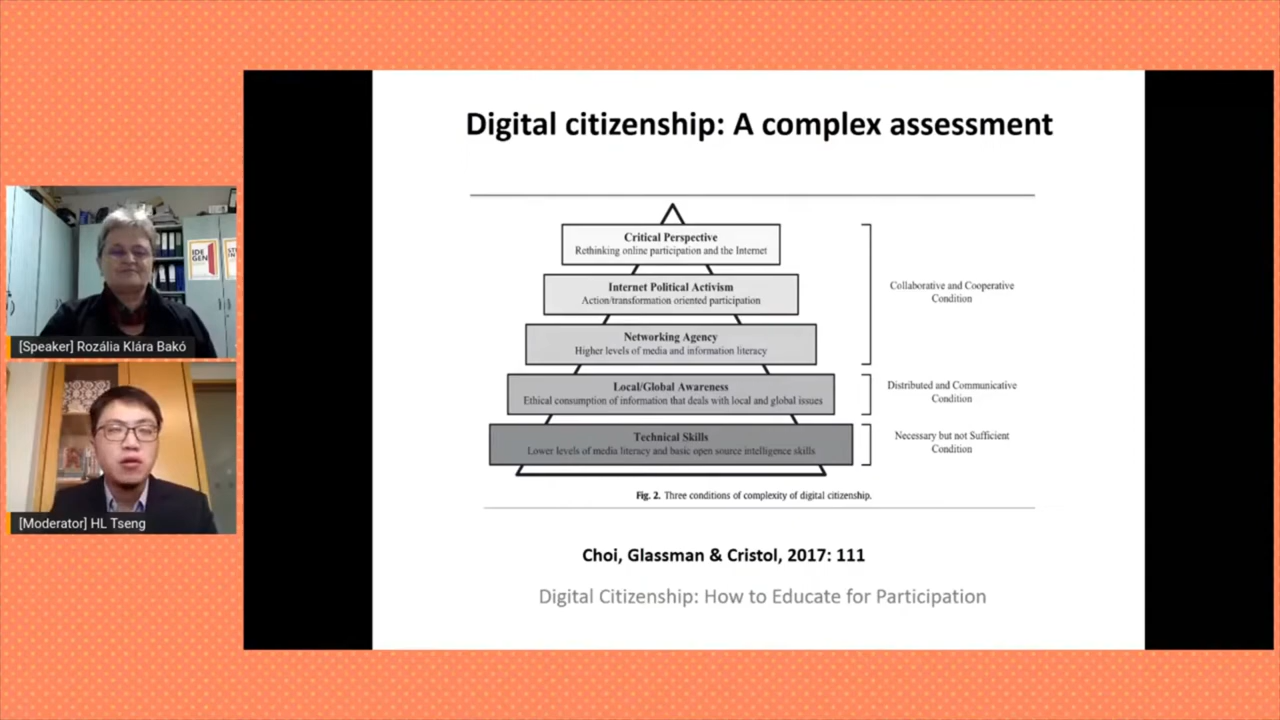 Digital citizenship: A complex assessment
Critical Perspective
Rethinking online participation and the Internet
Internet Political Activism
Action/transformation oriented participation
Networking Agency
Higher levels of media and information literacy
Local/Global Awareness
Ethical consumption of information that deals with local and global issues
Technical Skills
Lower levels of media literacy and basic open source intelligence skills
Collaborative and Cooperative
Condition
Distributed and Communicative
Condition
Necessary but not Sufficient
Condition
Fig. 2. Three conditions of complexity of digital citizenship.
Choi, Glassman & Cristol, 2017: 111
Digital Citizenship: How to Educate for Participation
IDE
GEN
[Speaker] Rozália Klára Bakó
[Moderator] HL Tseng